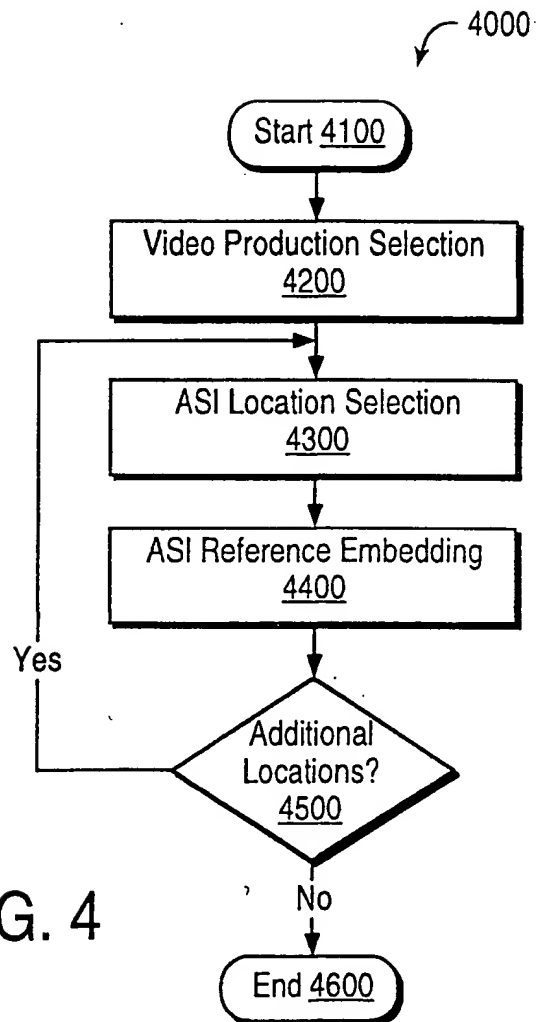 4000
Start 4100
Video Production Selection
4200
ASI Location Selection
4300
ASI Reference Embedding
4400
Yes
Additional
Locations?
4500
No
G. 4
End 4600